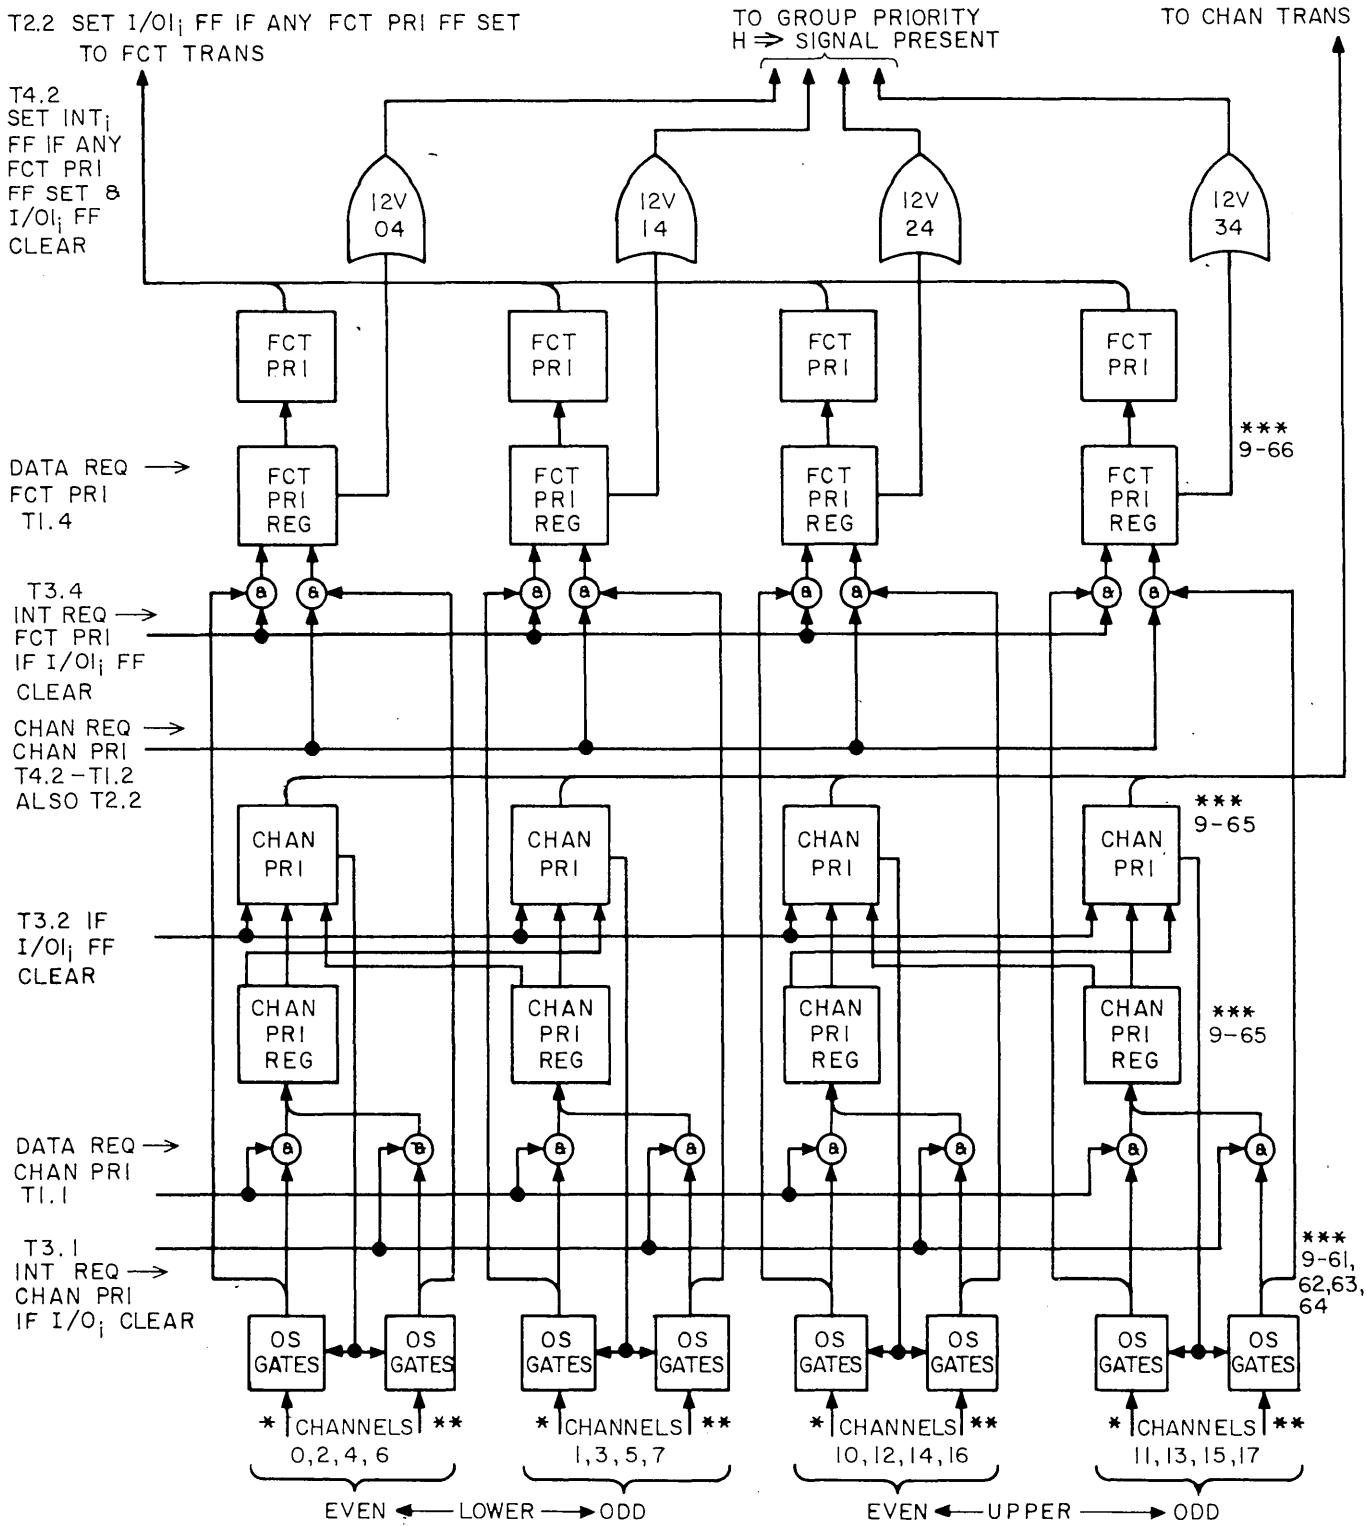 T2.2 SET I/OI¡ FF IF ANY FCT PRI FF SET
TO FCT TRANS
TO GROUP PRIORITY
H ⇒ SIGNAL PRESENT
TO CHAN TRANS
T4.2
SET INT¡
FF IF ANY
FCT PRI
FF SET &
I/OI¡ FF
CLEAR
12V
04
12V
14
12V
24
12V
34
FCT
PRI
FCT
PRI
FCT
PRI
FCT
PRI
***
9-66
DATA REQ →
FCT PRI
T1.4
FCT
PRI
REG
FCT
PRI
REG
FCT
PRI
REG
FCT
PRI
REG
T3.4
INT REQ →
FCT PRI
IF I/OI¡ FF
CLEAR
& & & & & & & &
CHAN REQ →
CHAN PRI
T4.2-T1.2
ALSO T2.2
CHAN
PRI
CHAN
PRI
CHAN
PRI
CHAN
PRI
***
9-65
T3.2 IF
I/OI¡ FF
CLEAR
CHAN
PRI
REG
CHAN
PRI
REG
CHAN
PRI
REG
CHAN
PRI
REG
***
9-65
DATA REQ →
CHAN PRI
T1.1
& & & & & & & &
T3.1
INT REQ →
CHAN PRI
IF I/O¡ CLEAR
***
9-61,
62,63,
64
OS
GATES
OS
GATES
OS
GATES
OS
GATES
OS
GATES
OS
GATES
OS
GATES
OS
GATES
* CHANNELS **
0,2,4,6
* CHANNELS **
1,3,5,7
* CHANNELS **
10,12,14,16
* CHANNELS **
11,13,15,17
EVEN ← LOWER → ODD
EVEN ← UPPER → ODD